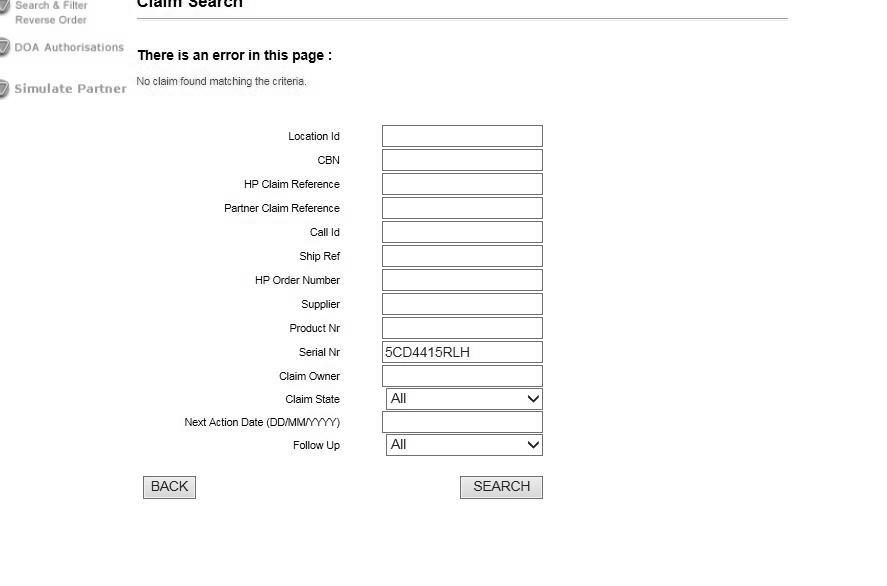 Search & Filter
Reverse Order
DOA Authorisations
Simulate Partner
Claim Search
There is an error in this page :
No claim found matching the criteria.
Location Id
CBN
HP Claim Reference
Partner Claim Reference
Call Id
Ship Ref
HP Order Number
Supplier
Product Nr
Serial Nr 5CD4415RLH
Claim Owner
Claim State All
Next Action Date (DD/MM/YYYY)
Follow Up All
BACK SEARCH